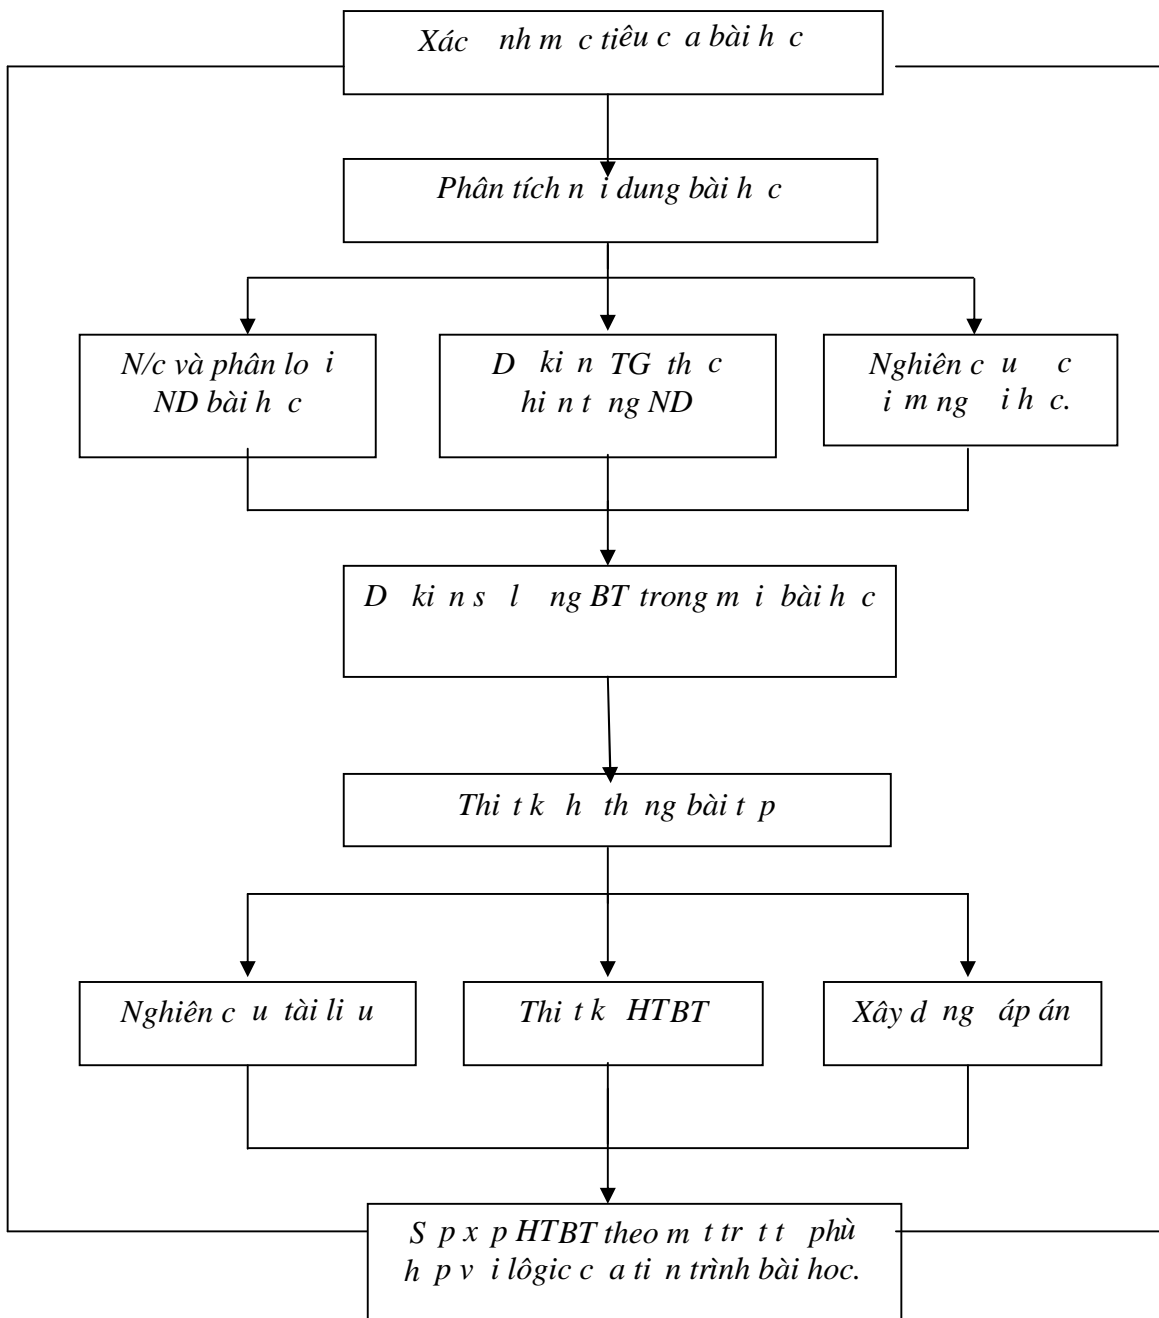 Xác nh m c tiêu c a bài h c
Phân tích n i dung bài h c
N/c và phân lo i
ND bài h c
D ki n TG th c
hi n t ng ND
Nghiên c u c
i m ng i h c.
D ki n s l ng BT trong m i bài h c
Thi t k h th ng bài t p
Nghiên c u tài li u
Thi t k HTBT
Xây d ng áp án
S p x p HTBT theo m t tr t t phù
h p v i lôgic c a ti n trình bài hoc.